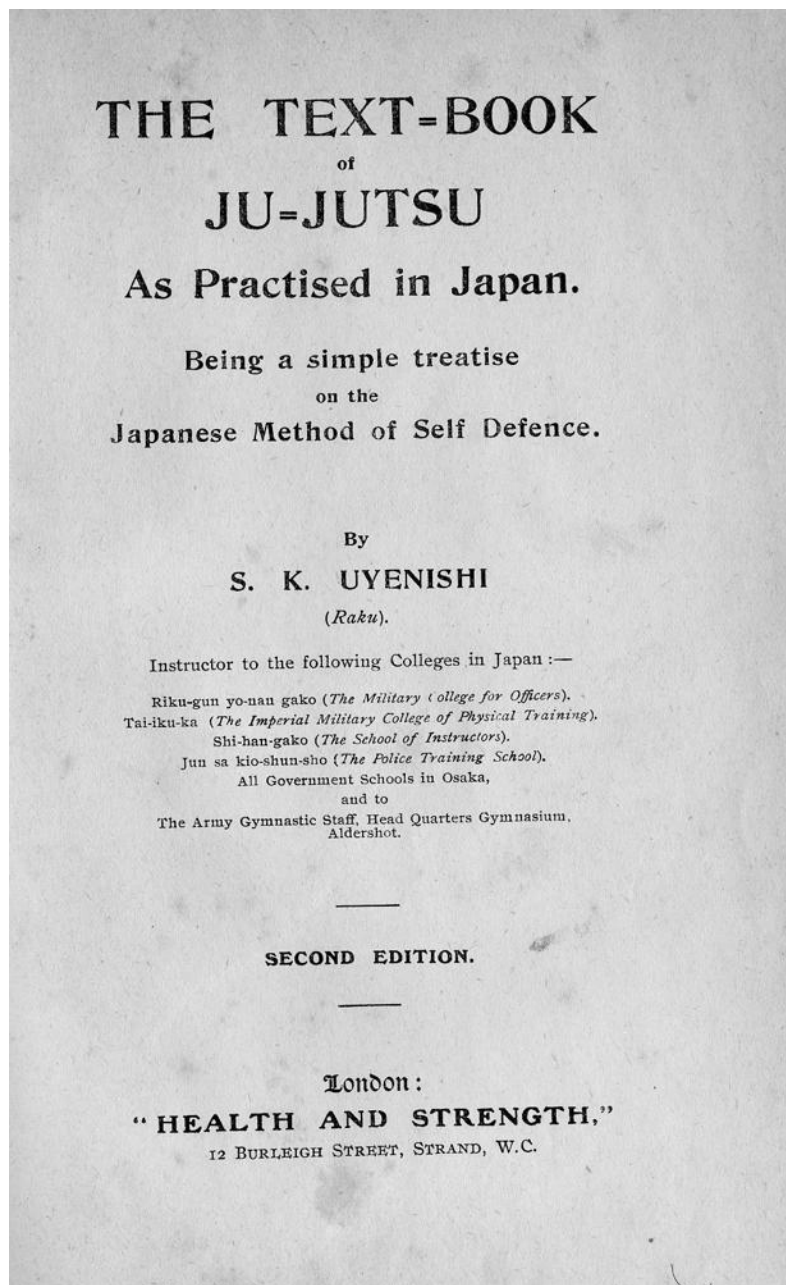 THE TEXT=BOOK
of
JU=JUTSU
As Practised in Japan.
Being a simple treatise
on the
Japanese Method of Self Defence.
By
S. K. UYENISHI
(Raku).
Instructor to the following Colleges in Japan :—
Riku-gun yo-nan gako (The Military College for Officers).
Tai-iku-ka (The Imperial Military College of Physical Training).
Shi-han-gako (The School of Instructors).
Jun sa kio-shun-sho (The Police Training School).
All Government Schools in Osaka,
and to
The Army Gymnastic Staff, Head Quarters Gymnasium,
Aldershot.
SECOND EDITION.
London :
“ HEALTH AND STRENGTH,”
12 BURLEIGH STREET, STRAND, W.C.